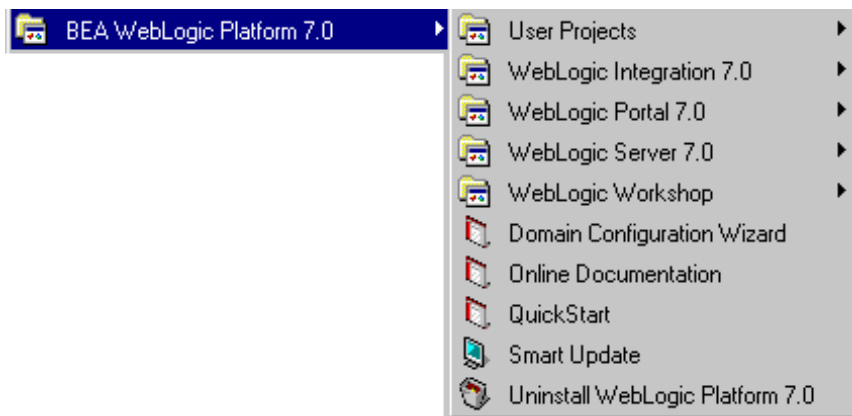 BEA WebLogic Platform 7.0
User Projects
WebLogic Integration 7.0
WebLogic Portal 7.0
WebLogic Server 7.0
WebLogic Workshop
Domain Configuration Wizard
Online Documentation
QuickStart
Smart Update
Uninstall WebLogic Platform 7.0